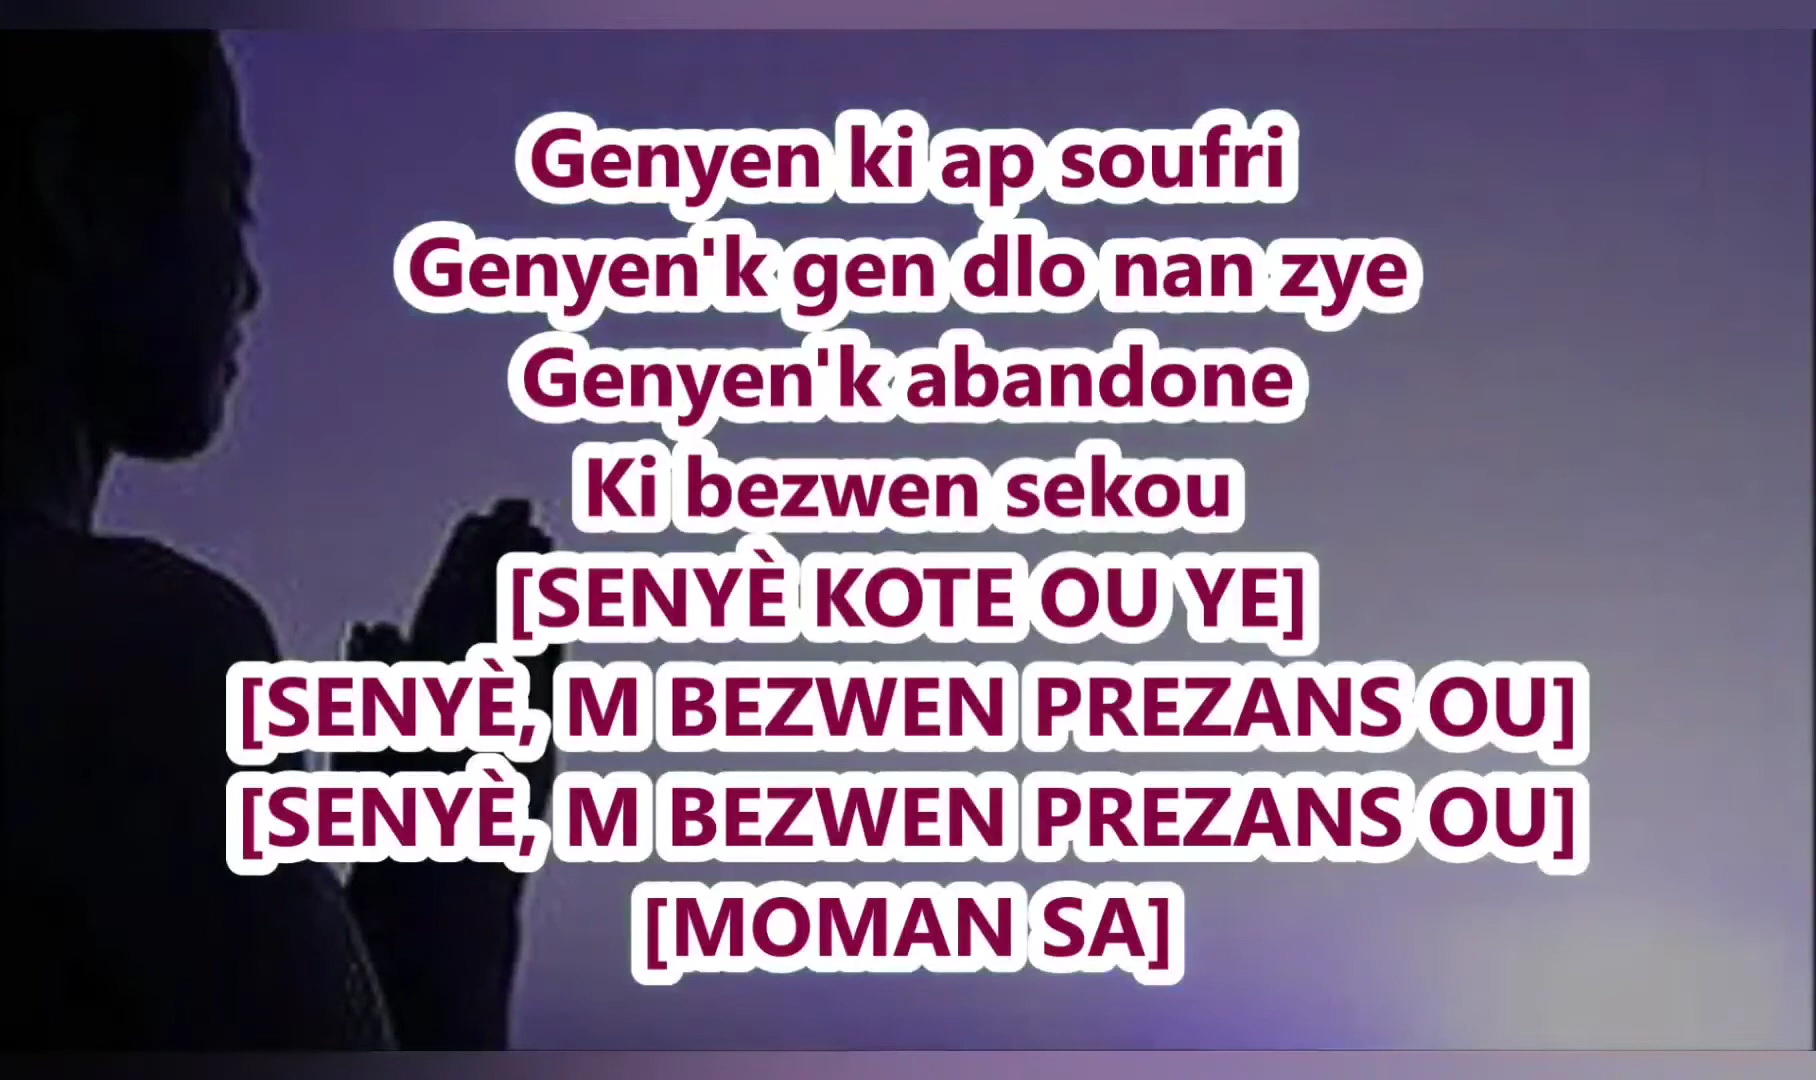 Genyen ki ap soufri
Genyen'k gen dlo nan zye
Genyen'k abandone
Ki bezwen sekou
[SENYÈ KOTE OU YE]
[SENYÈ, M BEZWEN PREZANS OU]
[SENYÈ, M BEZWEN PREZANS OU]
[MOMAN SA]